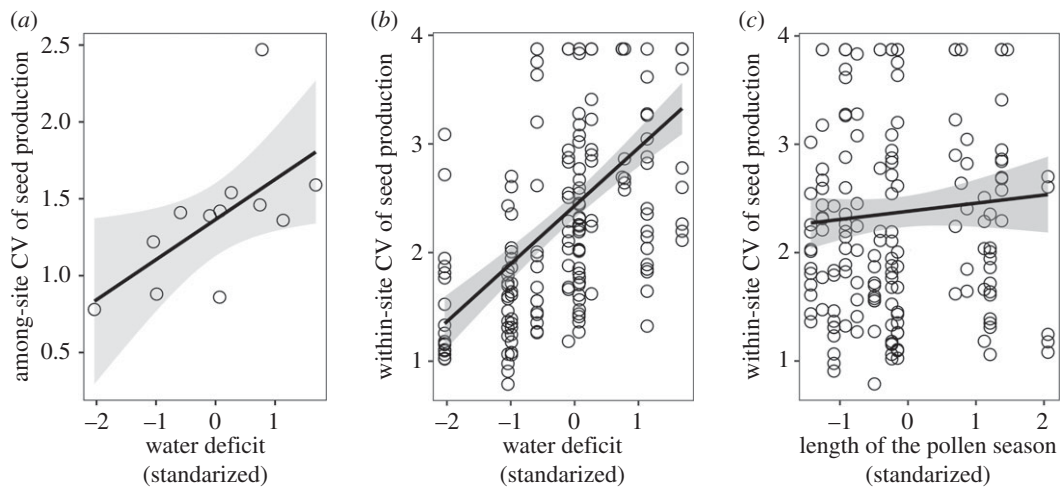 (a)
among-site CV of seed production
2.5
2.0
1.5
1.0
0.5
–2 –1 0 1
water deficit
(standarized)
(b)
within-site CV of seed production
4
3
2
1
–2 –1 0 1
water deficit
(standarized)
(c)
within-site CV of seed production
4
3
2
1
–1 0 1 2
length of the pollen season
(standarized)